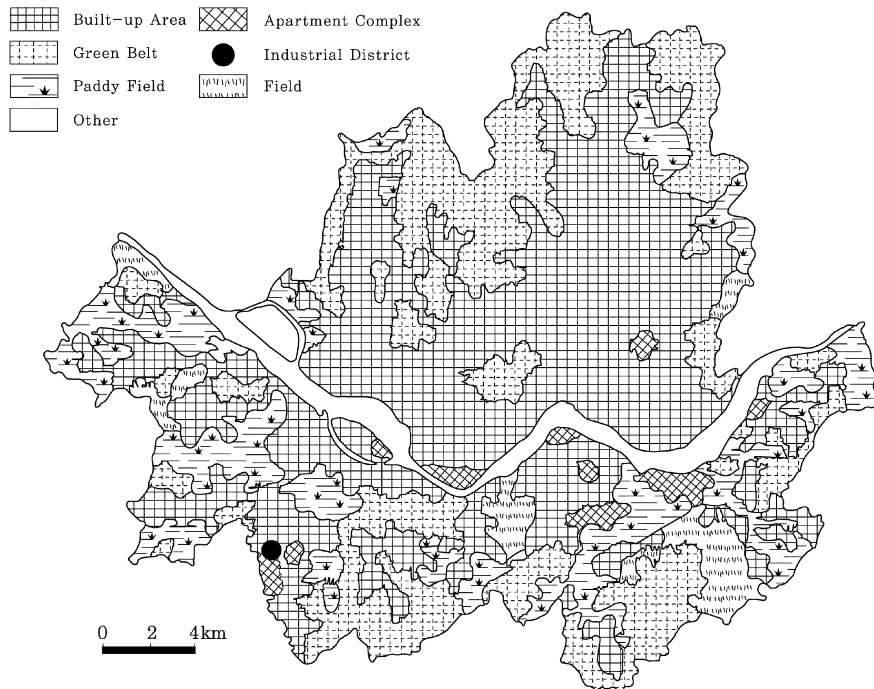 Built-up Area
Apartment Complex
Green Belt
Industrial District
Paddy Field
Field
Other
0 2 4km